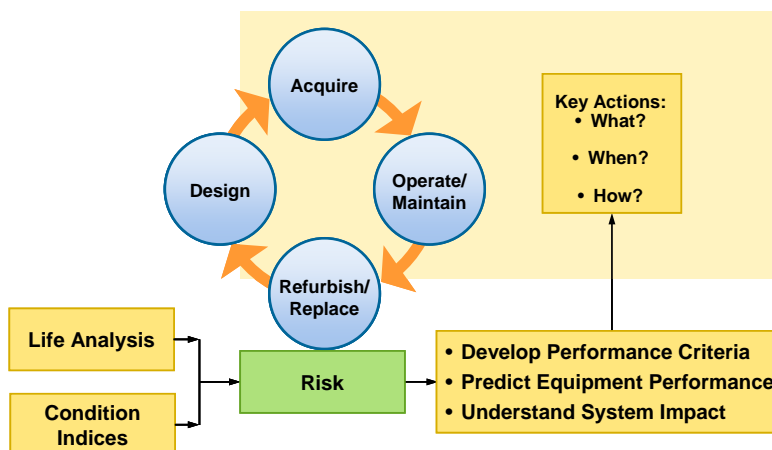 Acquire
Design
Operate/
Maintain
Refurbish/
Replace
Key Actions:
• What?
• When?
• How?
Life Analysis
Condition
Indices
Risk
• Develop Performance Criteria
• Predict Equipment Performance
• Understand System Impact